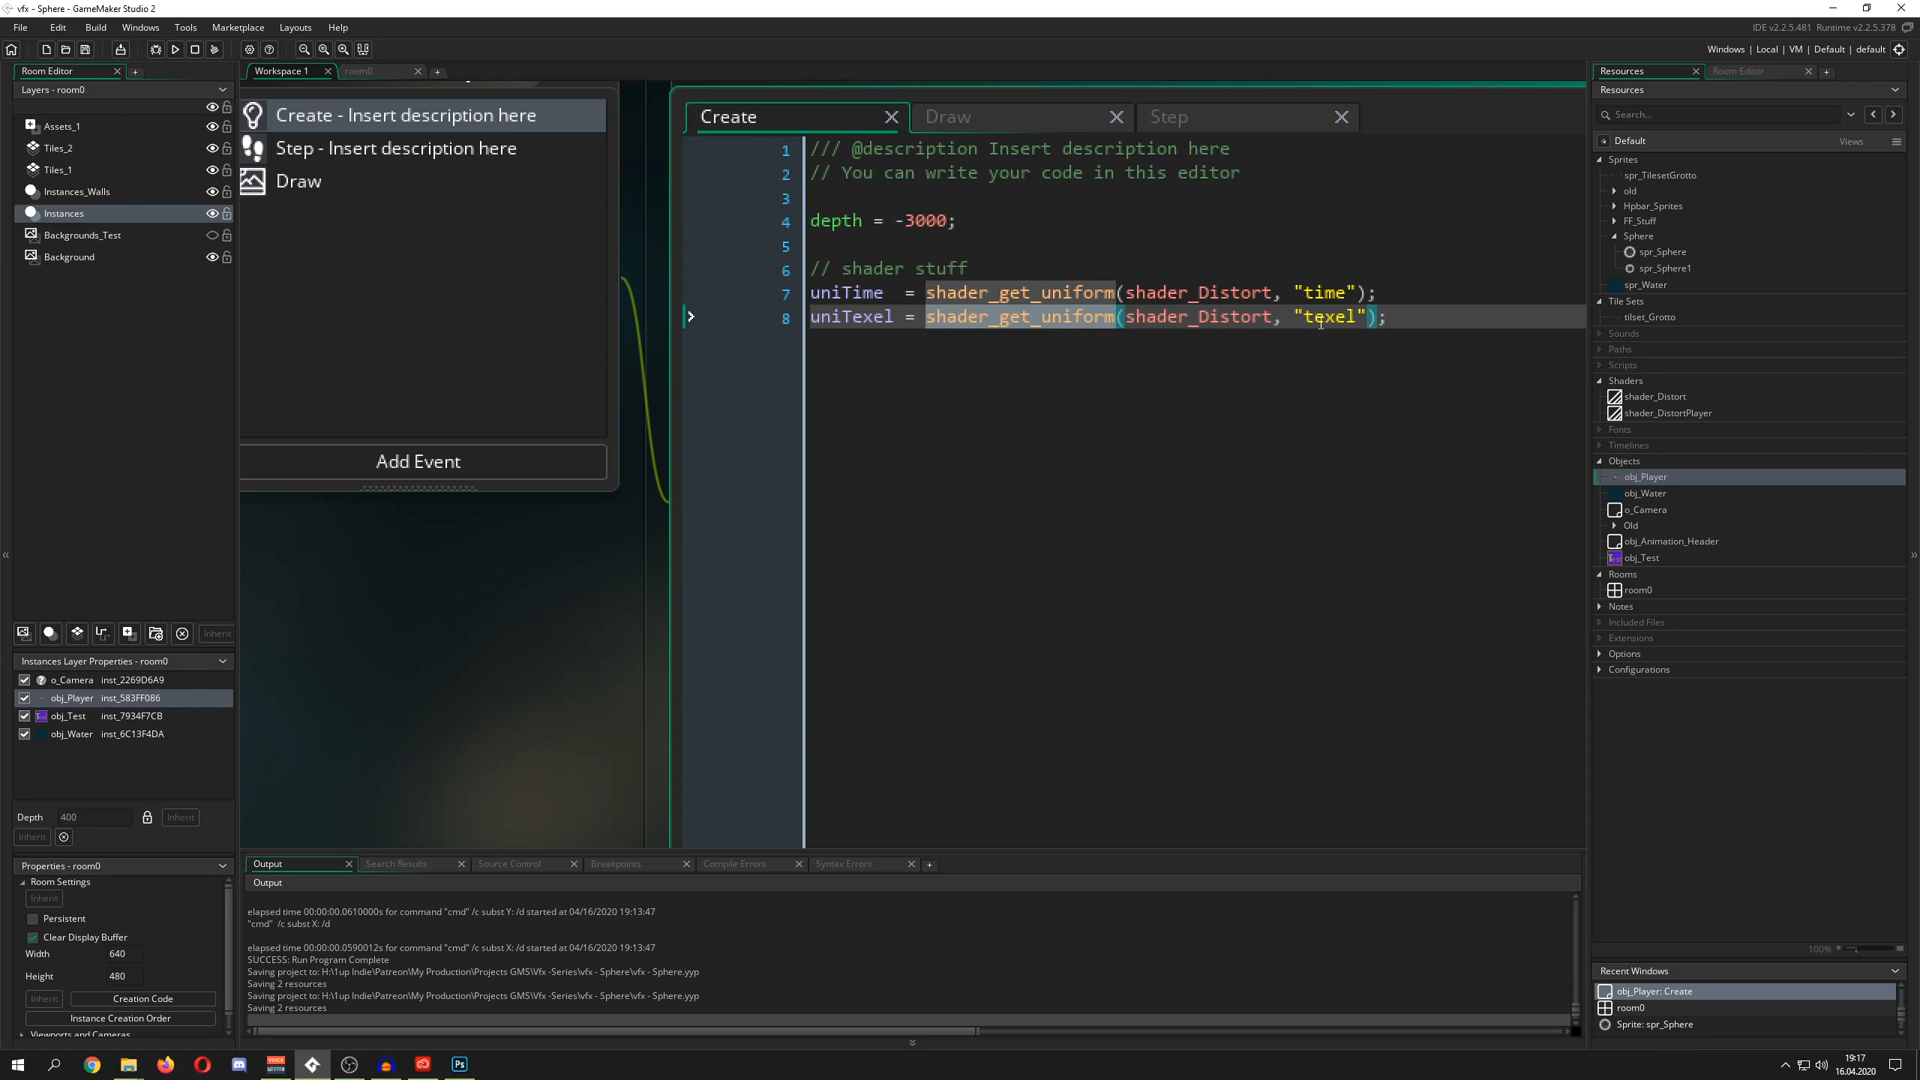 vfx - Sphere - GameMaker Studio 2
File Edit Build Windows Tools Marketplace Layouts Help
IDE v2.2.5.481 Runtime v2.2.5.378
Windows | Local | VM | Default | default
Room Editor
Layers - room0
Assets_1
Tiles_2
Tiles_1
Instances_Walls
Instances
Backgrounds_Test
Background
Inherit
Instances Layer Properties - room0
o_Camera inst_2269D6A9
obj_Player inst_583FF086
obj_Test inst_7934F7CB
obj_Water inst_6C13F4DA
Depth 400 Inherit
Inherit
Properties - room0
Room Settings
Inherit
Persistent
Clear Display Buffer
Width 640
Height 480
Inherit Creation Code
Instance Creation Order
Viewports and Cameras
Workspace 1 room0
Create - Insert description here
Step - Insert description here
Draw
Add Event
Create Draw Step
1 /// @description Insert description here
2 // You can write your code in this editor
3
4 depth = -3000;
5
6 // shader stuff
7 uniTime = shader_get_uniform(shader_Distort, "time");
8 uniTexel = shader_get_uniform(shader_Distort, "texel");
Output Search Results Source Control Breakpoints Compile Errors Syntax Errors
Output
elapsed time 00:00:00.0610000s for command "cmd" /c subst Y: /d started at 04/16/2020 19:13:47
"cmd" /c subst X: /d
elapsed time 00:00:00.0590012s for command "cmd" /c subst X: /d started at 04/16/2020 19:13:47
SUCCESS: Run Program Complete
Saving project to: H:\1up Indie\Patreon\My Production\Projects GMS\Vfx -Series\vfx - Sphere\vfx - Sphere.yyp
Saving 2 resources
Saving project to: H:\1up Indie\Patreon\My Production\Projects GMS\Vfx -Series\vfx - Sphere\vfx - Sphere.yyp
Saving 2 resources
Resources Room Editor
Resources
Search...
Default Views
Sprites
spr_TilesetGrotto
old
Hpbar_Sprites
FF_Stuff
Sphere
spr_Sphere
spr_Sphere1
spr_Water
Tile Sets
tilset_Grotto
Sounds
Paths
Scripts
Shaders
shader_Distort
shader_DistortPlayer
Fonts
Timelines
Objects
obj_Player
obj_Water
o_Camera
Old
obj_Animation_Header
obj_Test
Rooms
room0
Notes
Included Files
Extensions
Options
Configurations
100%
Recent Windows
obj_Player: Create
room0
Sprite: spr_Sphere
Ps
19:17
16.04.2020